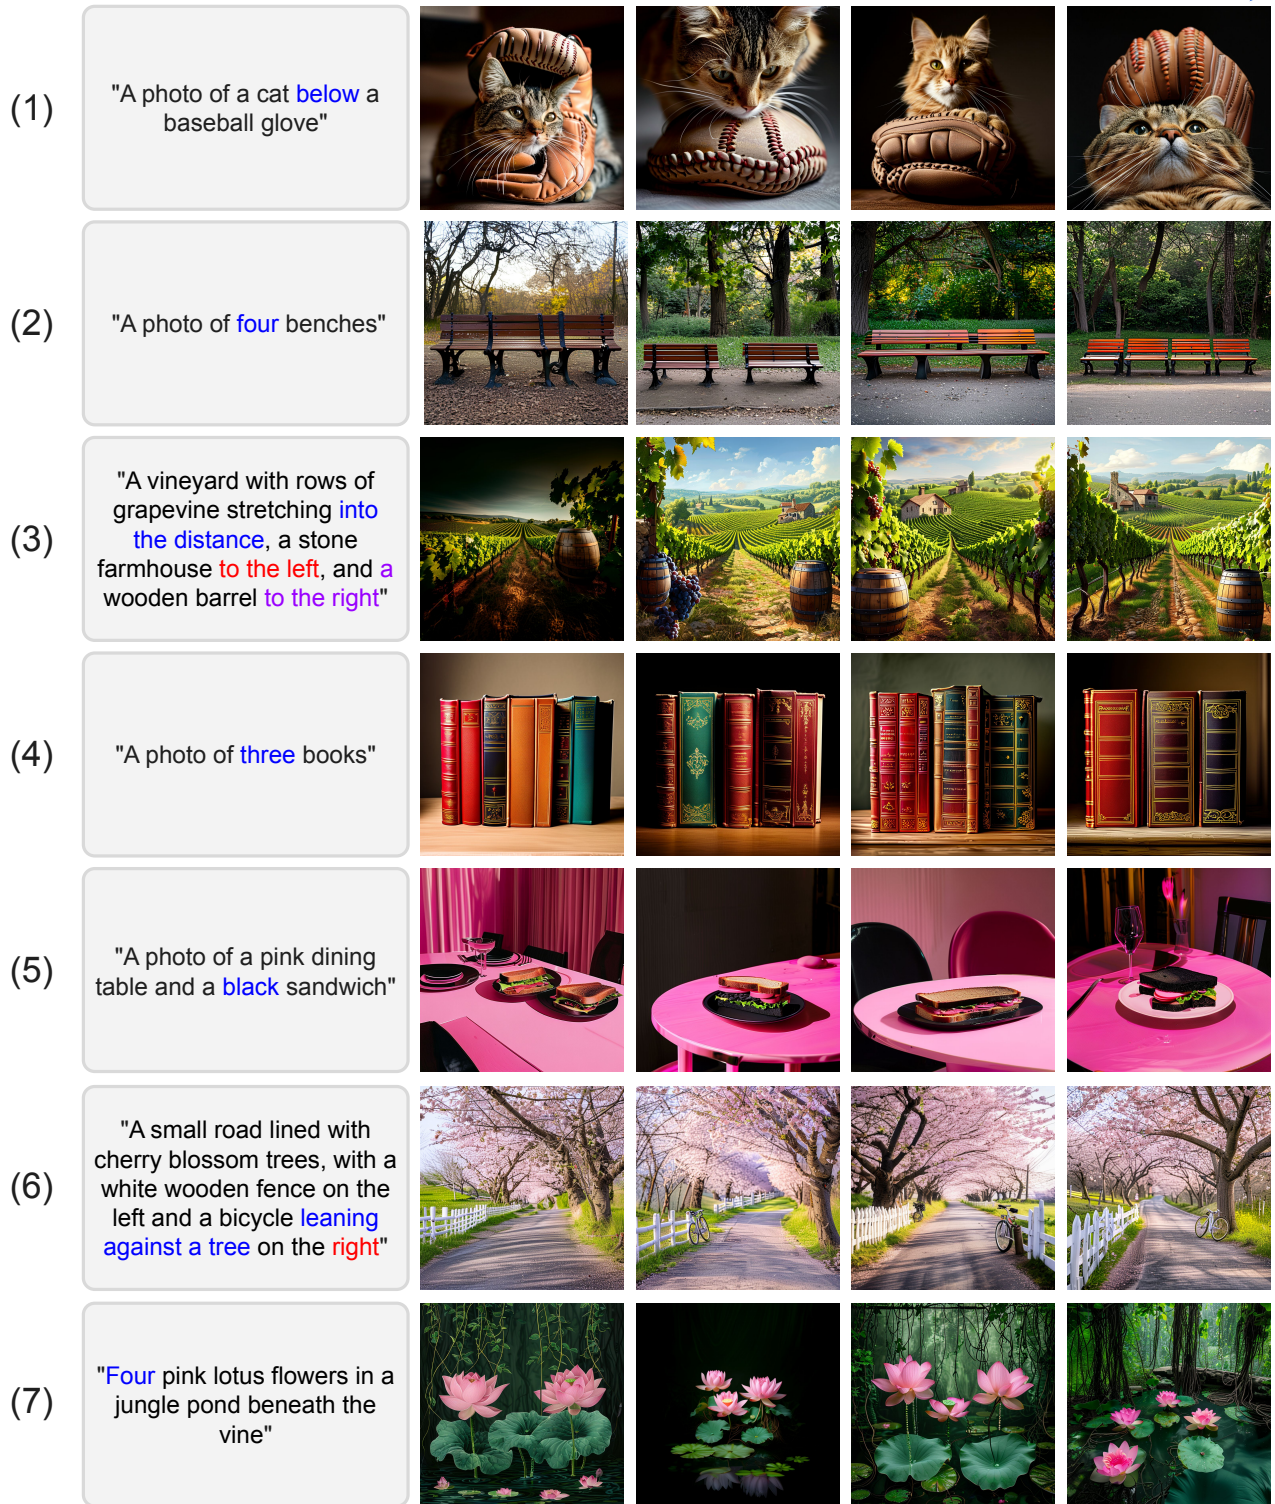 (1)
"A photo of a cat below a
baseball glove"
(2)
"A photo of four benches"
(3)
"A vineyard with rows of
grapevine stretching into
the distance, a stone
farmhouse to the left, and a
wooden barrel to the right"
(4)
"A photo of three books"
(5)
"A photo of a pink dining
table and a black sandwich"
(6)
"A small road lined with
cherry blossom trees, with a
white wooden fence on the
left and a bicycle leaning
against a tree on the right"
(7)
"Four pink lotus flowers in a
jungle pond beneath the
vine"